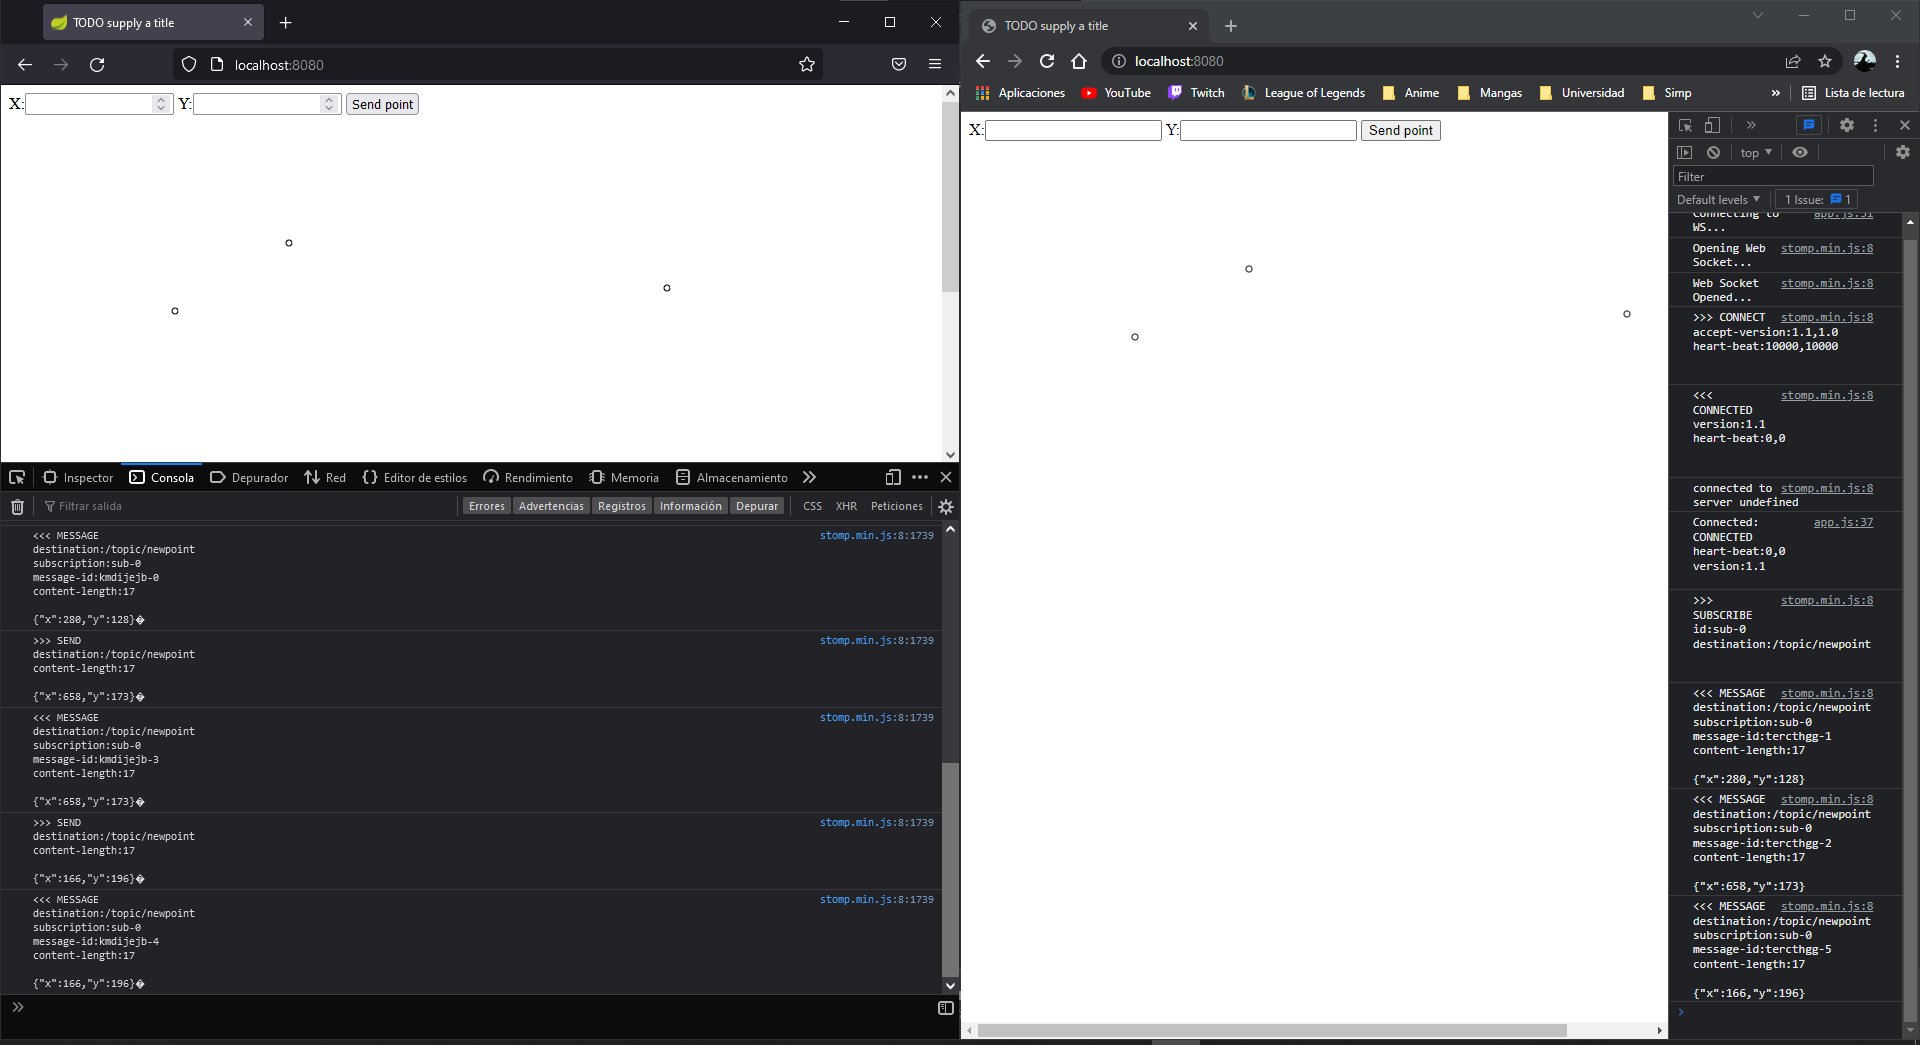 TODO supply a title
localhost:8080
X:
Y:
Send point
Inspector
Consola
Depurador
Red
Editor de estilos
Rendimiento
Memoria
Almacenamiento
Filtrar salida
Errores
Advertencias
Registros
Información
Depurar
CSS
XHR
Peticiones
<<< MESSAGE stomp.min.js:8:1739
destination:/topic/newpoint
subscription:sub-0
message-id:kmdijejb-0
content-length:17
{"x":280,"y":128}�
>>> SEND stomp.min.js:8:1739
destination:/topic/newpoint
content-length:17
{"x":658,"y":173}�
<<< MESSAGE stomp.min.js:8:1739
destination:/topic/newpoint
subscription:sub-0
message-id:kmdijejb-3
content-length:17
{"x":658,"y":173}�
>>> SEND stomp.min.js:8:1739
destination:/topic/newpoint
content-length:17
{"x":166,"y":196}�
<<< MESSAGE stomp.min.js:8:1739
destination:/topic/newpoint
subscription:sub-0
message-id:kmdijejb-4
content-length:17
{"x":166,"y":196}�
TODO supply a title
localhost:8080
Aplicaciones
YouTube
Twitch
League of Legends
Anime
Mangas
Universidad
Simp
Lista de lectura
X:
Y:
Send point
top
Filter
Default levels
1 Issue: 1
Connecting to app.js:31
WS...
Opening Web stomp.min.js:8
Socket...
Web Socket stomp.min.js:8
Opened...
>>> CONNECT stomp.min.js:8
accept-version:1.1,1.0
heart-beat:10000,10000
<<< stomp.min.js:8
CONNECTED
version:1.1
heart-beat:0,0
connected to stomp.min.js:8
server undefined
Connected: app.js:37
CONNECTED
heart-beat:0,0
version:1.1
>>> stomp.min.js:8
SUBSCRIBE
id:sub-0
destination:/topic/newpoint
<<< MESSAGE stomp.min.js:8
destination:/topic/newpoint
subscription:sub-0
message-id:tercthgg-1
content-length:17
{"x":280,"y":128}
<<< MESSAGE stomp.min.js:8
destination:/topic/newpoint
subscription:sub-0
message-id:tercthgg-2
content-length:17
{"x":658,"y":173}
<<< MESSAGE stomp.min.js:8
destination:/topic/newpoint
subscription:sub-0
message-id:tercthgg-5
content-length:17
{"x":166,"y":196}